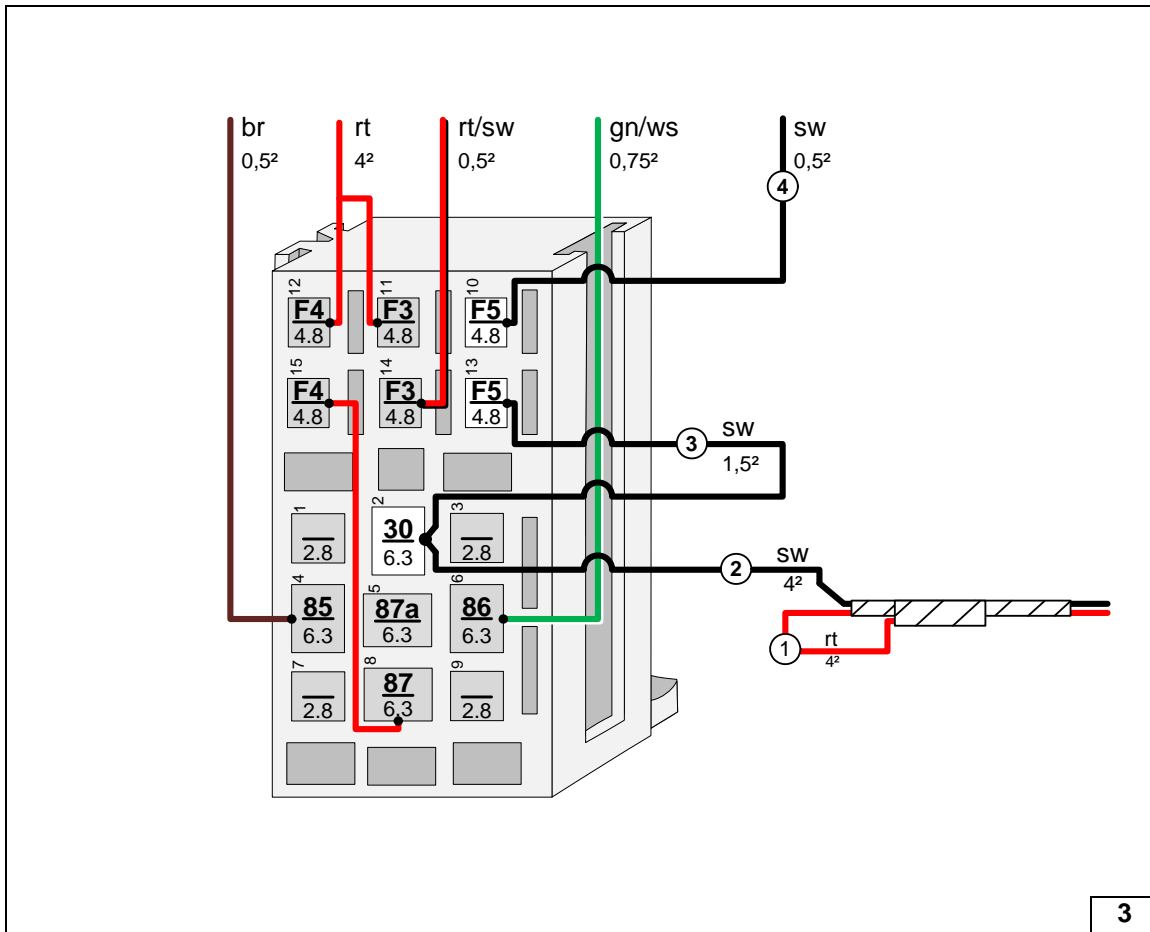 br rt rt/sw gn/ws sw
0,5² 4² 0,5² 0,75² 0,5²
4
12 11 10
F4 F3 F5
4.8 4.8 4.8
15 14 13
F4 F3 F5
4.8 4.8 4.8
3 sw
1,5²
1 2 3
30
2.8 6.3 2.8
2 sw
4²
4 5 6
85 87a 86
6.3 6.3 6.3
1 rt
4²
7 8 9
87
2.8 6.3 2.8
3